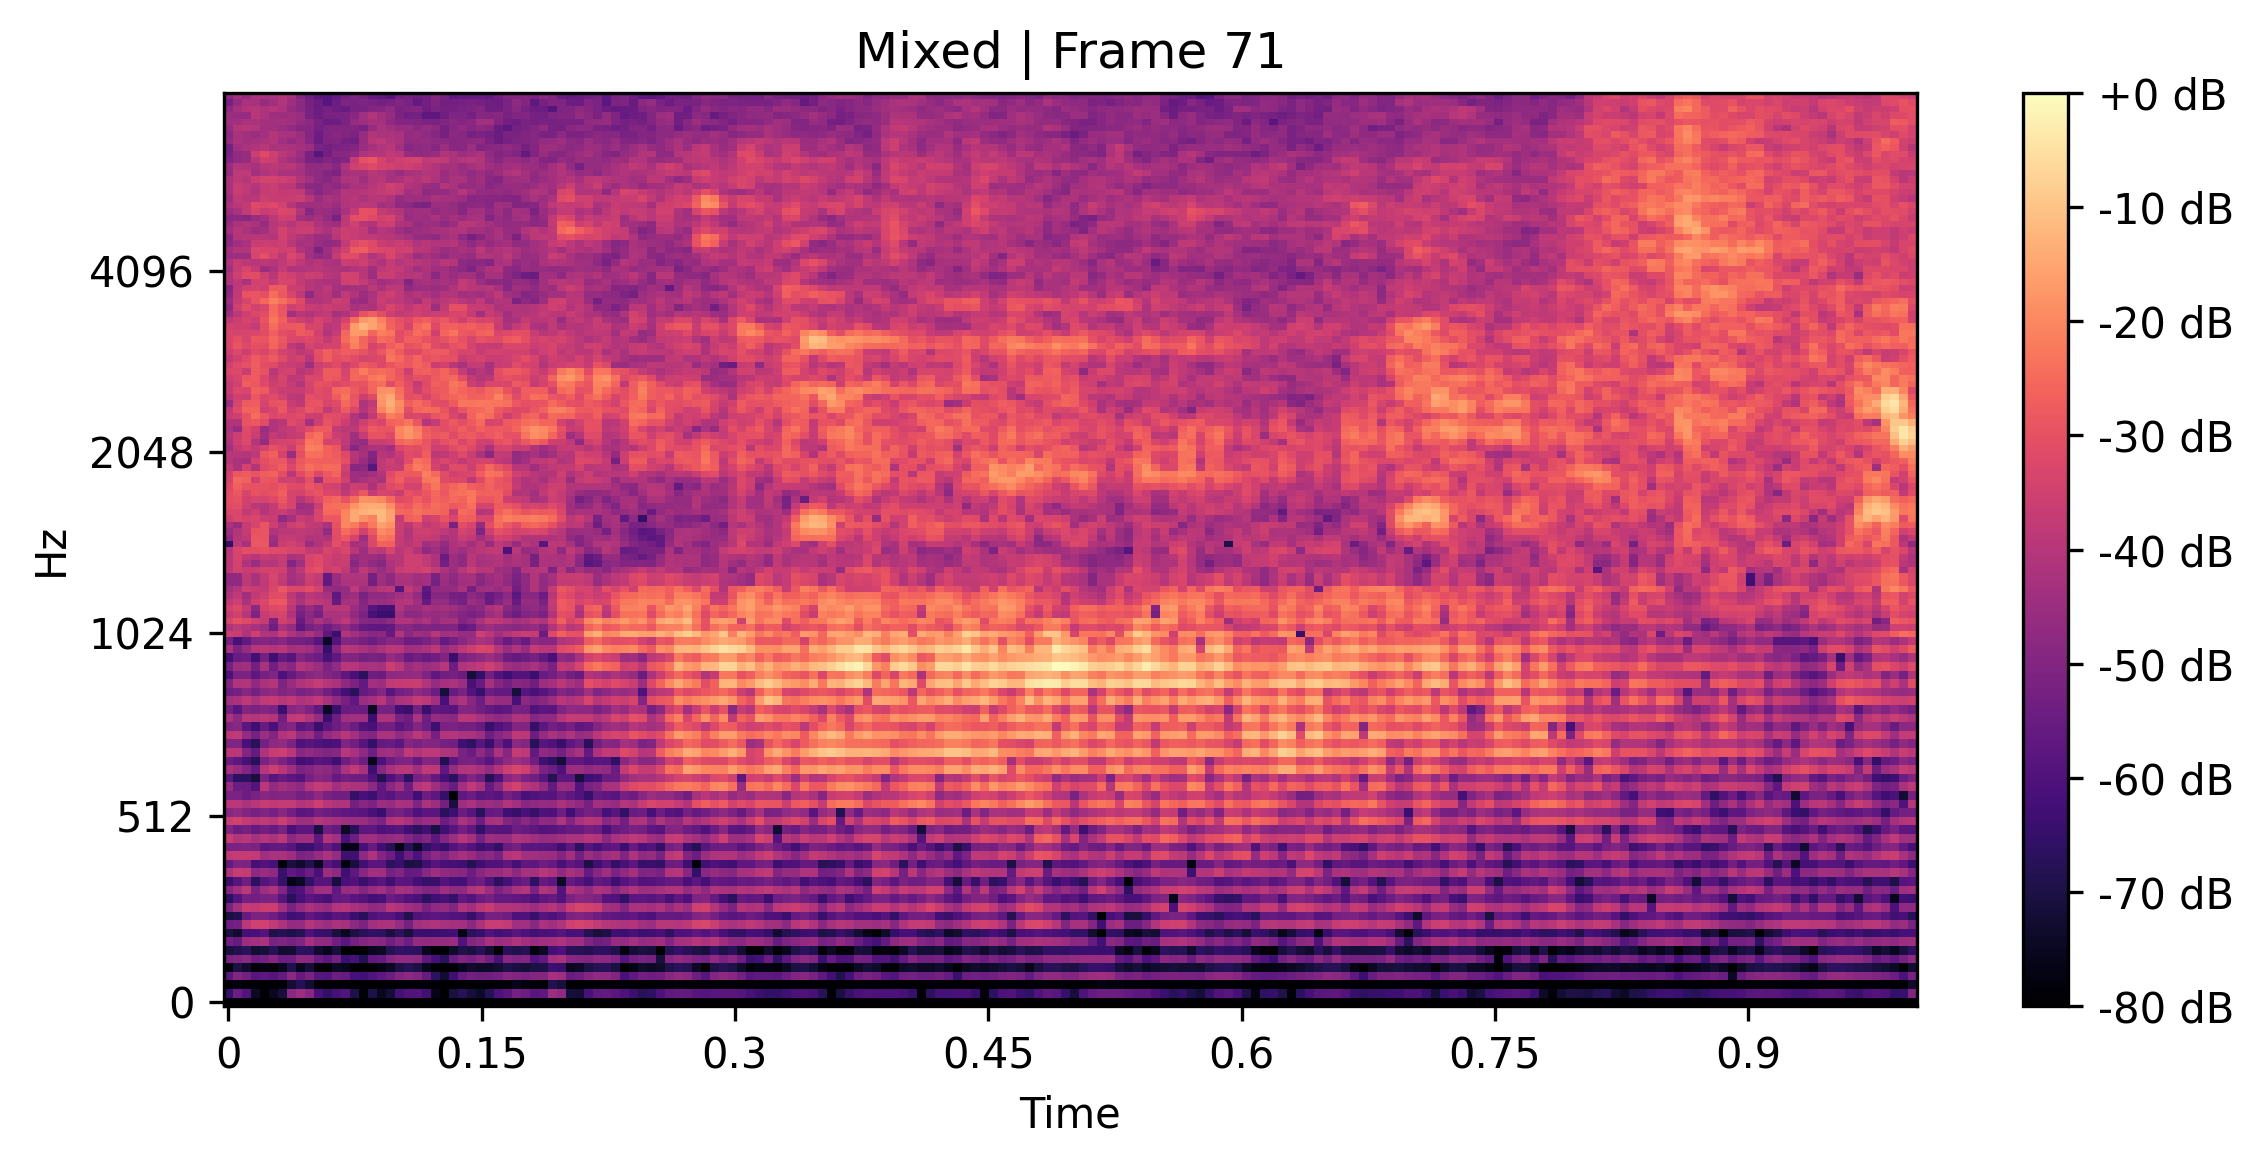 Mixed | Frame 71
+0 dB
-10 dB
-20 dB
-30 dB
-40 dB
-50 dB
-60 dB
-70 dB
-80 dB
4096
2048
1024
512
0
Hz
0 0.15 0.3 0.45 0.6 0.75 0.9
Time